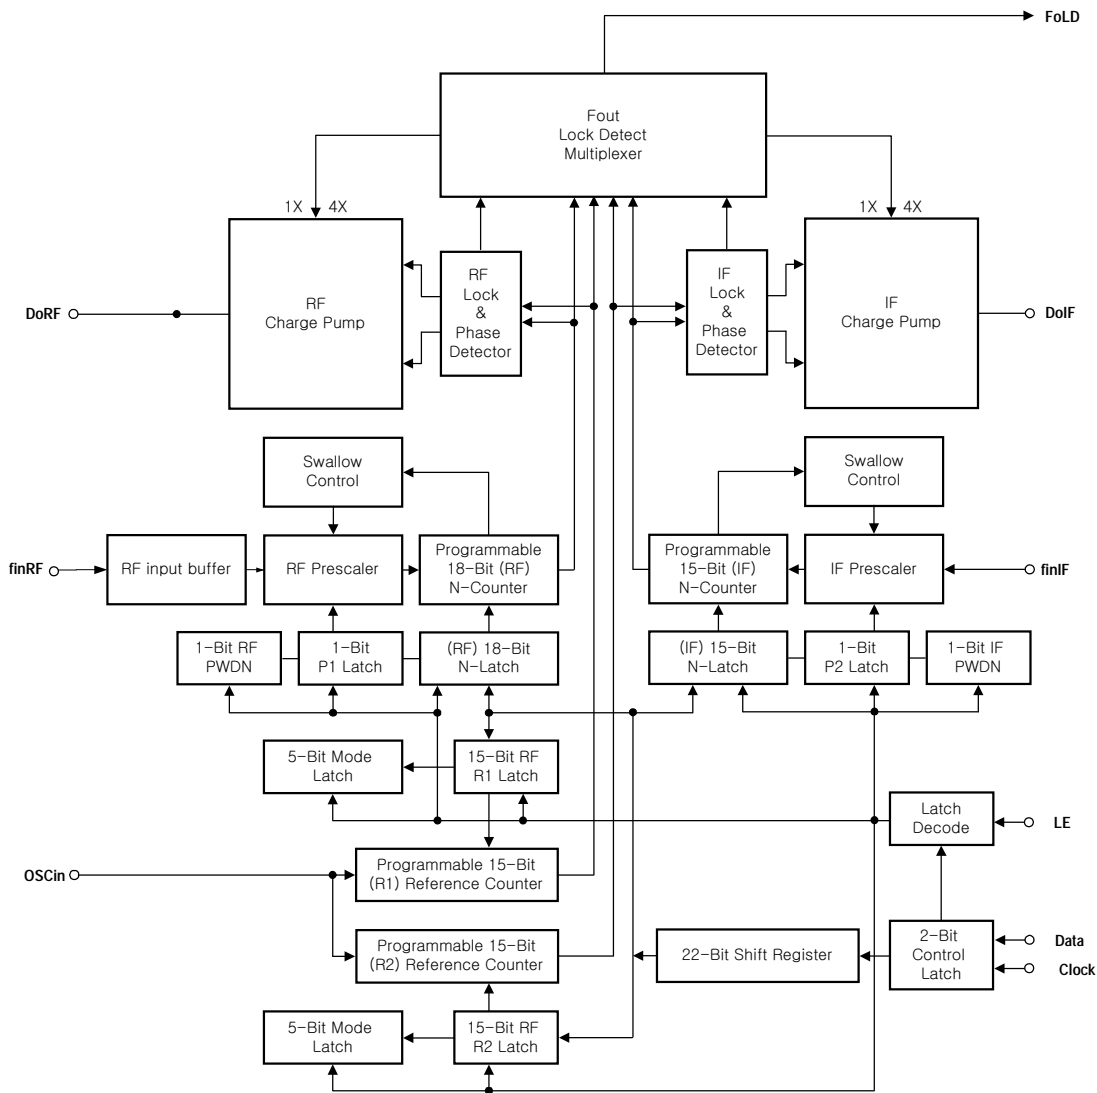 FoLD
Fout
Lock Detect
Multiplexer
1X 4X
1X 4X
RF
Charge Pump
RF
Lock
&
Phase
Detector
IF
Lock
&
Phase
Detector
IF
Charge Pump
DoRF
DoIF
Swallow
Control
Swallow
Control
finRF
RF input buffer
RF Prescaler
Programmable
18-Bit (RF)
N-Counter
Programmable
15-Bit (IF)
N-Counter
IF Prescaler
finIF
1-Bit RF
PWDN
1-Bit
P1 Latch
(RF) 18-Bit
N-Latch
(IF) 15-Bit
N-Latch
1-Bit
P2 Latch
1-Bit IF
PWDN
5-Bit Mode
Latch
15-Bit RF
R1 Latch
Latch
Decode
LE
OSCin
Programmable 15-Bit
(R1) Reference Counter
Programmable 15-Bit
(R2) Reference Counter
22-Bit Shift Register
2-Bit
Control
Latch
Data
Clock
5-Bit Mode
Latch
15-Bit RF
R2 Latch